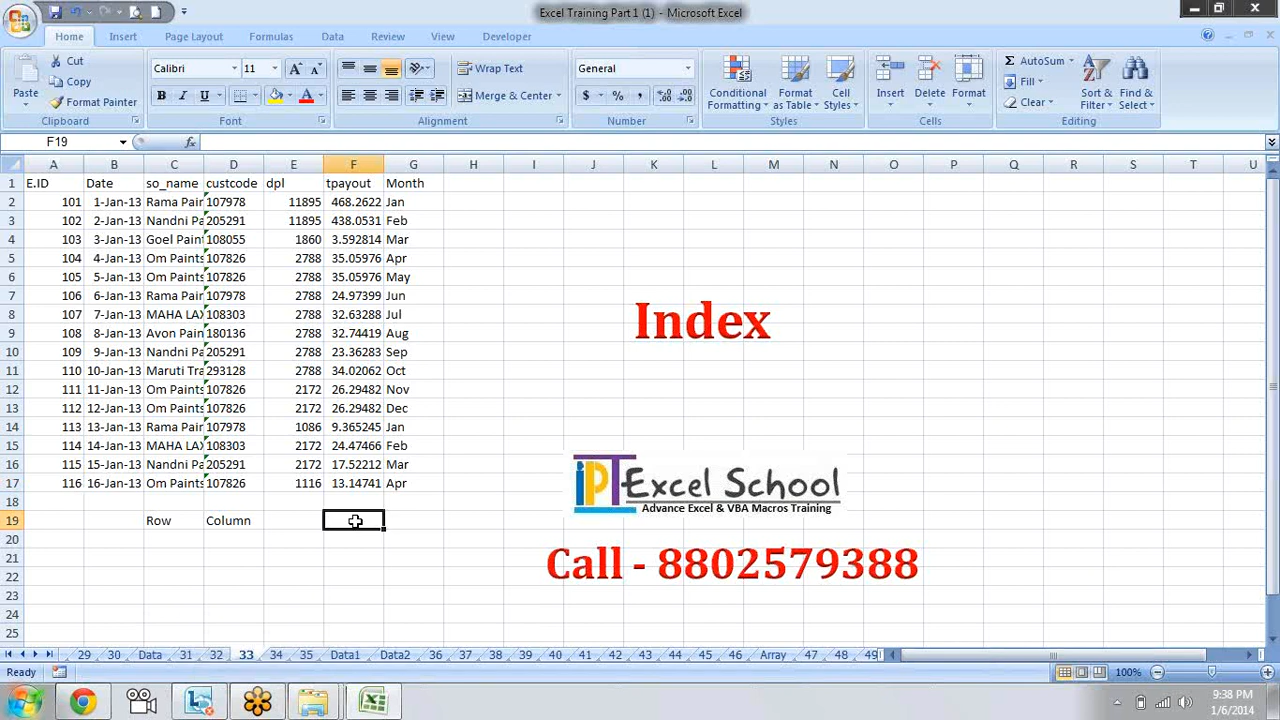 Excel Training Part 1 (1) - Microsoft Excel
Home Insert Page Layout Formulas Data Review View Developer
Paste Cut Copy Format Painter
Calibri 11
B I U A
Wrap Text
Merge & Center
General
$ % ,
Conditional Formatting Format as Table Cell Styles
Insert Delete Format
AutoSum Fill Clear
Sort & Filter Find & Select
Clipboard Font Alignment Number Styles Cells Editing
F19 fx
A B C D E F G H I J K L M N O P Q R S T U
1 E.ID Date so_name custcode dpl tpayout Month
2 101 1-Jan-13 Rama Pair 107978 11895 468.2622 Jan
3 102 2-Jan-13 Nandni Pa 205291 11895 438.0531 Feb
4 103 3-Jan-13 Goel Paint 108055 1860 3.592814 Mar
5 104 4-Jan-13 Om Paints 107826 2788 35.05976 Apr
6 105 5-Jan-13 Om Paints 107826 2788 35.05976 May
7 106 6-Jan-13 Rama Pair 107978 2788 24.97399 Jun
8 107 7-Jan-13 MAHA LAX 108303 2788 32.63288 Jul
9 108 8-Jan-13 Avon Pain 180136 2788 32.74419 Aug
10 109 9-Jan-13 Nandni Pa 205291 2788 23.36283 Sep
11 110 10-Jan-13 Maruti Tra 293128 2788 34.02062 Oct
12 111 11-Jan-13 Om Paints 107826 2172 26.29482 Nov
13 112 12-Jan-13 Om Paints 107826 2172 26.29482 Dec
14 113 13-Jan-13 Rama Pair 107978 1086 9.365245 Jan
15 114 14-Jan-13 MAHA LAX 108303 2172 24.47466 Feb
16 115 15-Jan-13 Nandni Pa 205291 2172 17.52212 Mar
17 116 16-Jan-13 Om Paints 107826 1116 13.14741 Apr
18
19 Row Column
20
21
22
23
24
25
Index
iPT Excel School
Advance Excel & VBA Macros Training
Call - 8802579388
29 30 Data 31 32 33 34 35 Data1 Data2 38 39 40 41 42 43 44 45 46 Array 47 48 49
Ready 100%
9:38 PM
1/6/2014